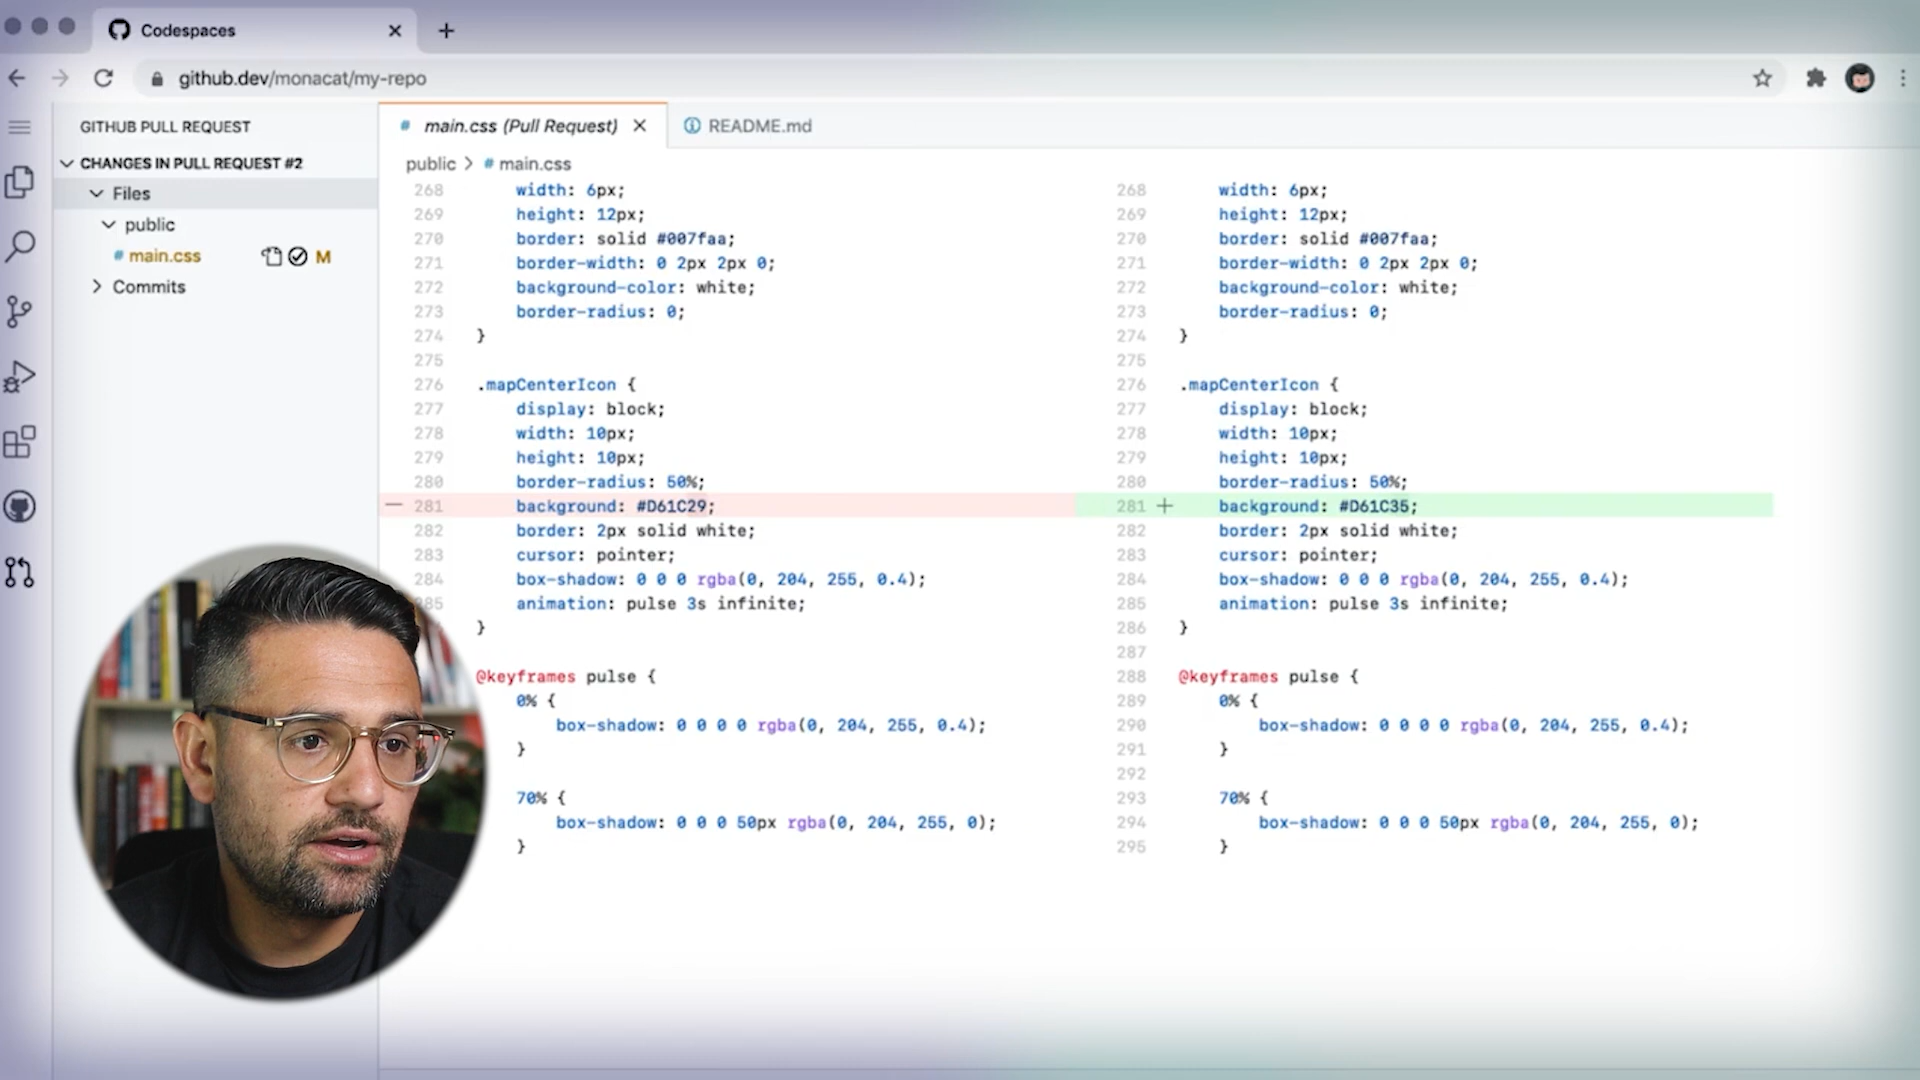 Codespaces
github.dev/monacat/my-repo
GITHUB PULL REQUEST
CHANGES IN PULL REQUEST #2
Files
public
# main.css M
Commits
# main.css (Pull Request)
README.md
public > # main.css
268 width: 6px;
269 height: 12px;
270 border: solid #007faa;
271 border-width: 0 2px 2px 0;
272 background-color: white;
273 border-radius: 0;
274 }
275
276 .mapCenterIcon {
277 display: block;
278 width: 10px;
279 height: 10px;
280 border-radius: 50%;
— 281 background: #D61C29;
282 border: 2px solid white;
283 cursor: pointer;
284 box-shadow: 0 0 0 rgba(0, 204, 255, 0.4);
285 animation: pulse 3s infinite;
}
@keyframes pulse {
0% {
box-shadow: 0 0 0 0 rgba(0, 204, 255, 0.4);
}
70% {
box-shadow: 0 0 0 50px rgba(0, 204, 255, 0);
}
268 width: 6px;
269 height: 12px;
270 border: solid #007faa;
271 border-width: 0 2px 2px 0;
272 background-color: white;
273 border-radius: 0;
274 }
275
276 .mapCenterIcon {
277 display: block;
278 width: 10px;
279 height: 10px;
280 border-radius: 50%;
281 + background: #D61C35;
282 border: 2px solid white;
283 cursor: pointer;
284 box-shadow: 0 0 0 rgba(0, 204, 255, 0.4);
285 animation: pulse 3s infinite;
286 }
287
288 @keyframes pulse {
289 0% {
290 box-shadow: 0 0 0 0 rgba(0, 204, 255, 0.4);
291 }
292
293 70% {
294 box-shadow: 0 0 0 50px rgba(0, 204, 255, 0);
295 }